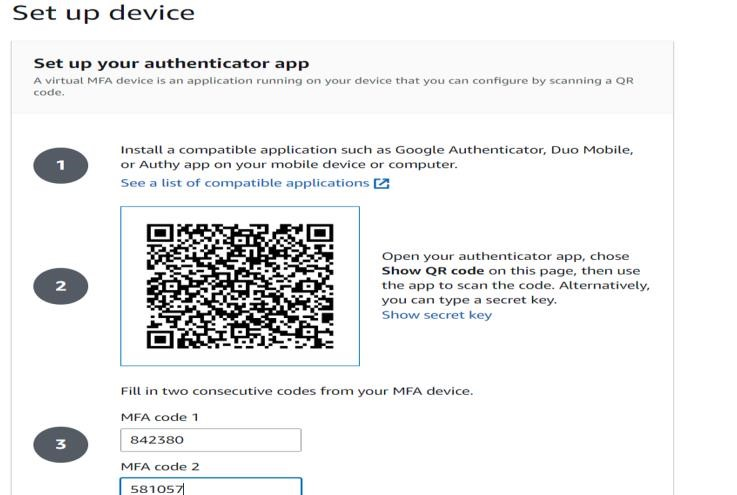 Set up device
Set up your authenticator app
A virtual MFA device is an application running on your device that you can configure by scanning a QR
code.
1
Install a compatible application such as Google Authenticator, Duo Mobile,
or Authy app on your mobile device or computer.
See a list of compatible applications
2
Open your authenticator app, chose
Show QR code on this page, then use
the app to scan the code. Alternatively,
you can type a secret key.
Show secret key
3
Fill in two consecutive codes from your MFA device.
MFA code 1
842380
MFA code 2
581057